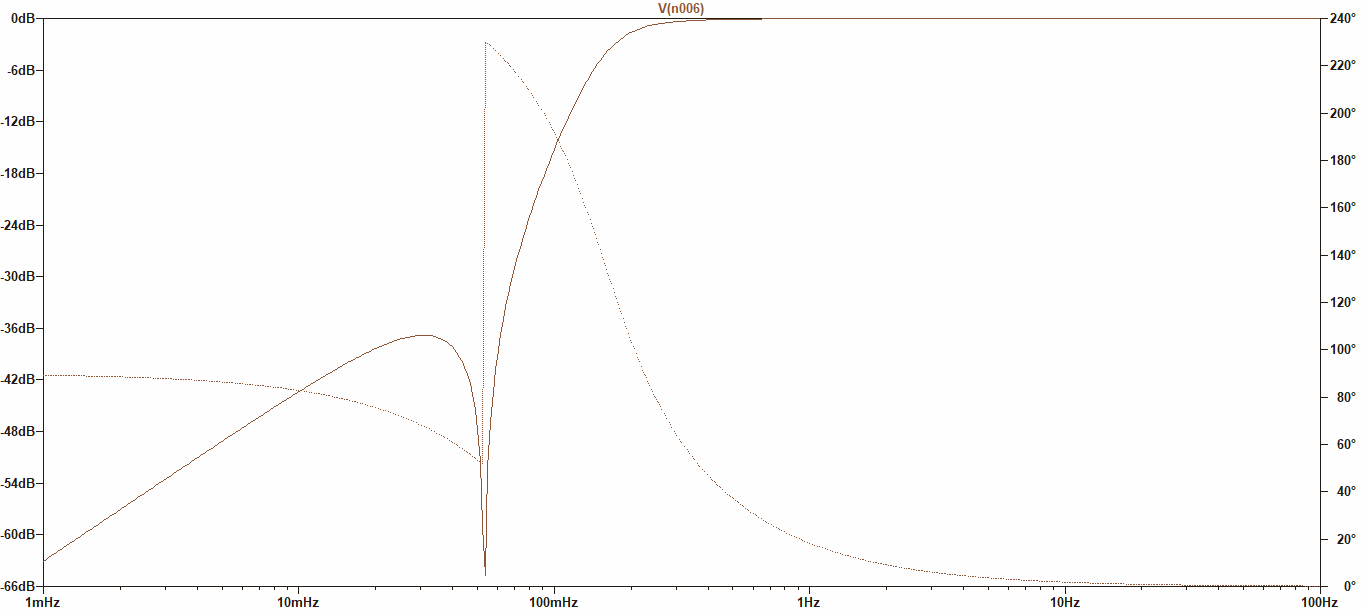 V(n006)
0dB 240°
-6dB 220°
-12dB 200°
-18dB 180°
-24dB 160°
-30dB 140°
-36dB 120°
-42dB 100°
-48dB 80°
-54dB 60°
-60dB 40°
-66dB 20°
0°
1mHz 10mHz 100mHz 1Hz 10Hz 100Hz